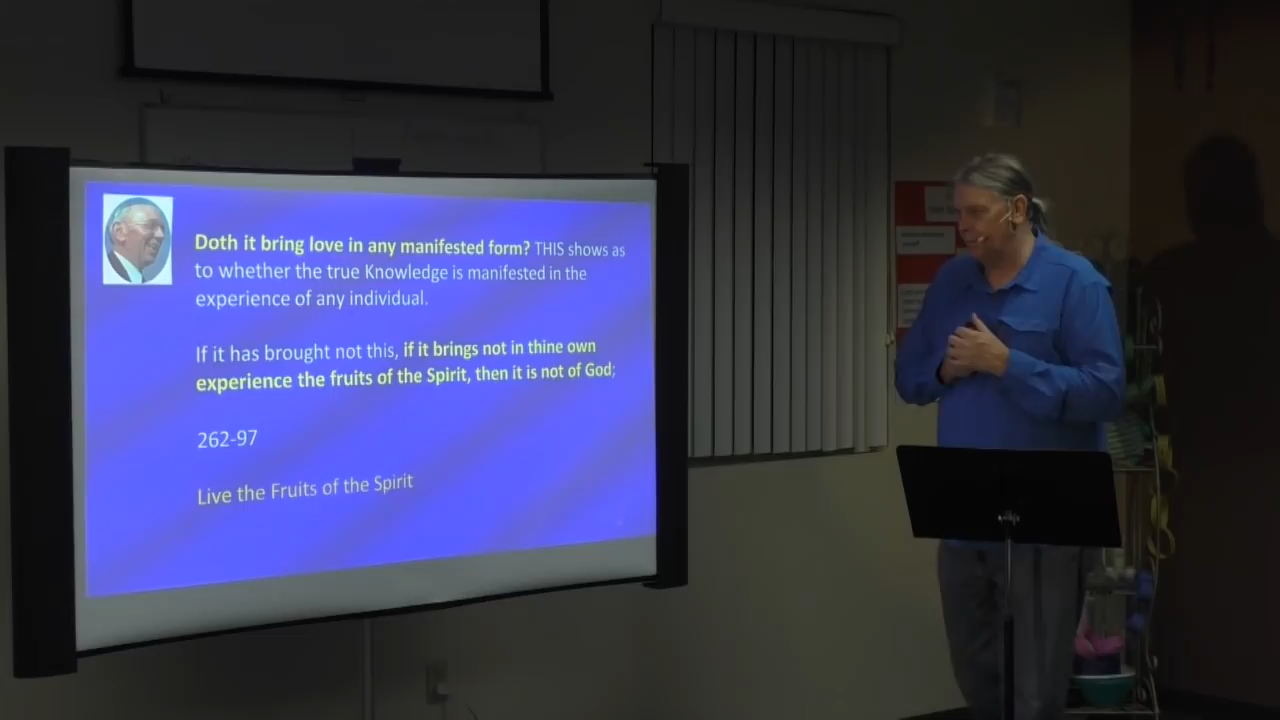 Doth it bring love in any manifested form? THIS shows as
to whether the true Knowledge is manifested in the
experience of any individual.
If it has brought not this, if it brings not in thine own
experience the fruits of the Spirit, then it is not of God;
262-97
Live the Fruits of the Spirit